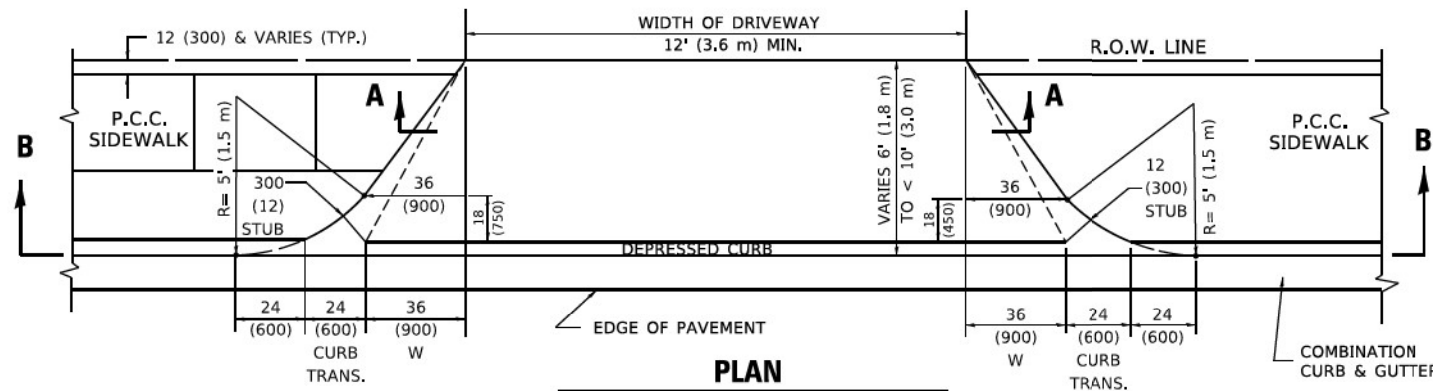 WIDTH OF DRIVEWAY
12' (3.6 m) MIN.
12 (300) & VARIES (TYP.)
R.O.W. LINE
A
A
B
B
P.C.C.
SIDEWALK
P.C.C.
SIDEWALK
R= 5' (1.5 m)
300
(12)
STUB
36
(900)
18
(750)
VARIES 6' (1.8 m)
TO < 10' (3.0 m)
36
(900)
18
(450)
12
(300)
STUB
R= 5' (1.5 m)
DEPRESSED CURB
24
(600)
24
(600)
CURB
TRANS.
36
(900)
W
EDGE OF PAVEMENT
36
(900)
W
24
(600)
CURB
TRANS.
24
(600)
COMBINATION
CURB & GUTTER
PLAN